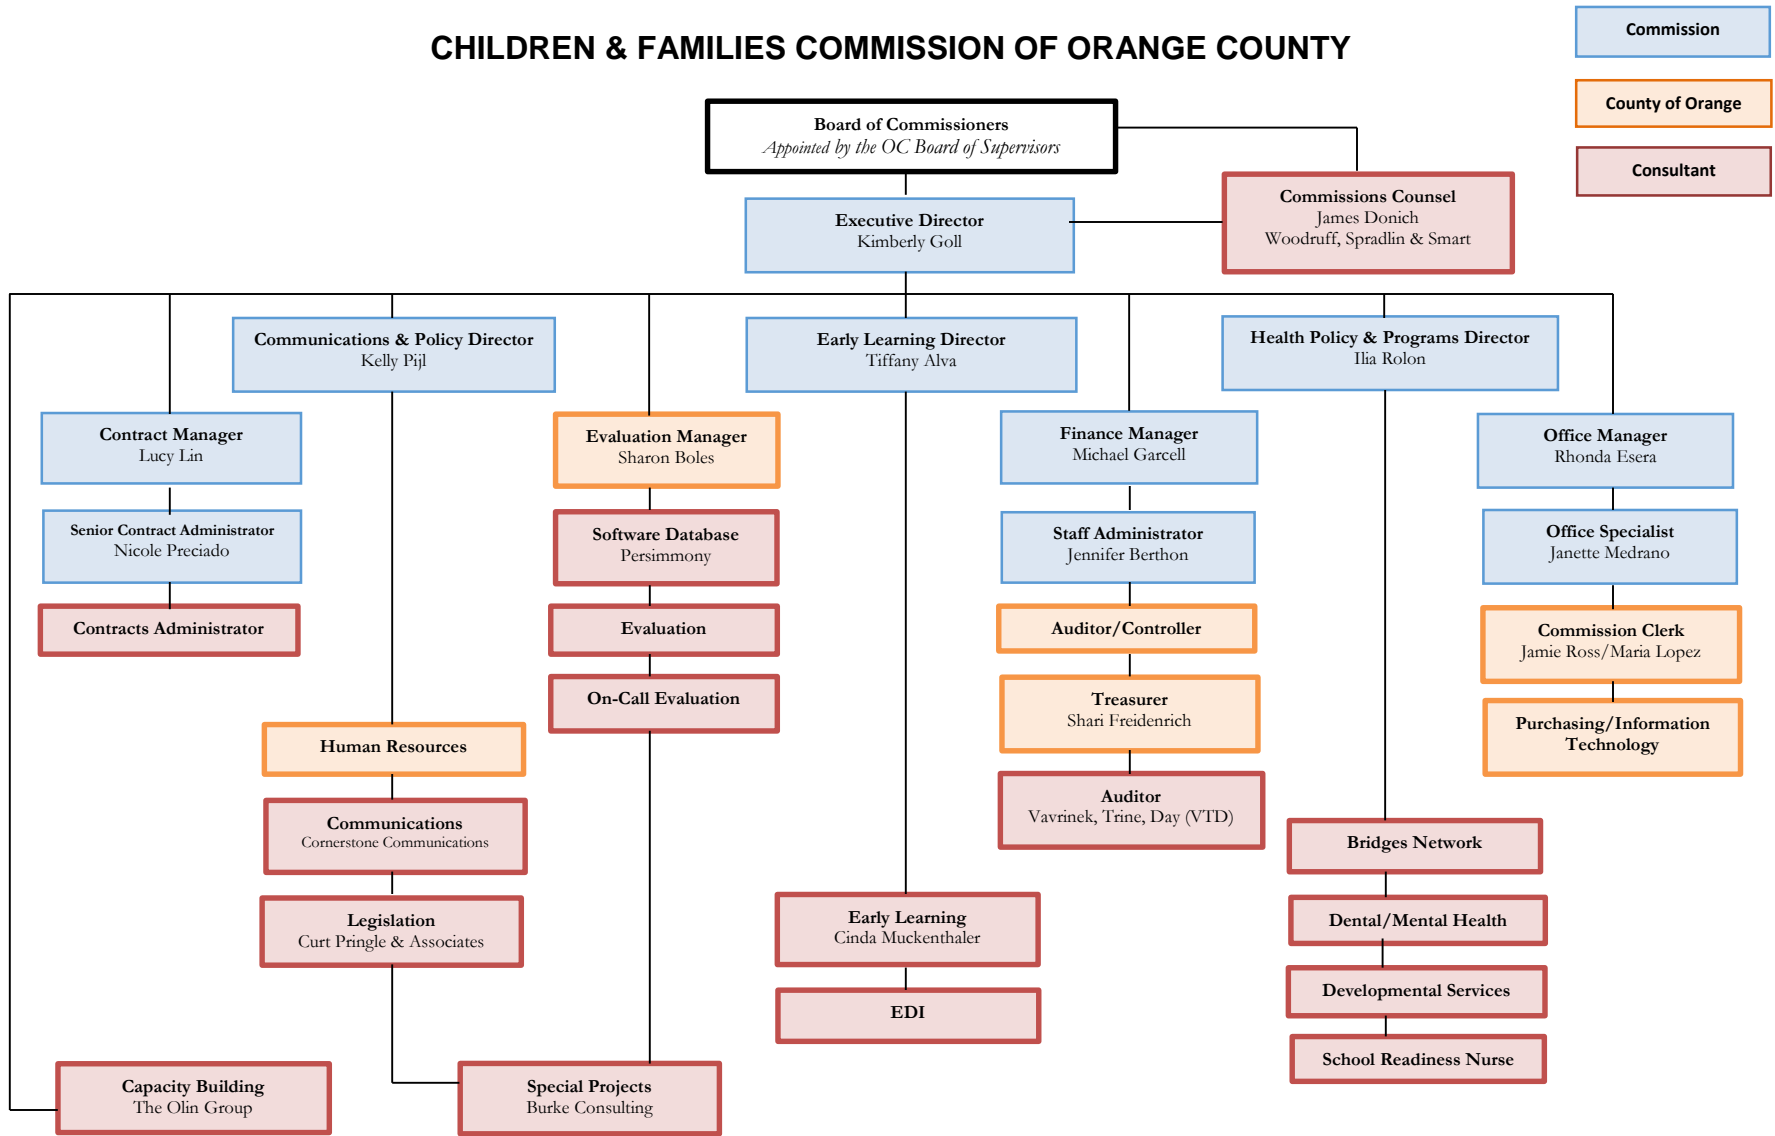 CHILDREN & FAMILIES COMMISSION OF ORANGE COUNTY
Commission
County of Orange
Consultant
Board of Commissioners
Appointed by the OC Board of Supervisors
Executive Director
Kimberly Goll
Commissions Counsel
James Donich
Woodruff, Spradlin & Smart
Communications & Policy Director
Kelly Pijl
Early Learning Director
Tiffany Alva
Health Policy & Programs Director
Ilia Rolon
Contract Manager
Lucy Lin
Senior Contract Administrator
Nicole Preciado
Contracts Administrator
Evaluation Manager
Sharon Boles
Software Database
Persimmony
Evaluation
On-Call Evaluation
Finance Manager
Michael Garcell
Staff Administrator
Jennifer Berthon
Auditor/Controller
Treasurer
Shari Freidenrich
Auditor
Vavrinek, Trine, Day (VTD)
Office Manager
Rhonda Esera
Office Specialist
Janette Medrano
Commission Clerk
Jamie Ross/Maria Lopez
Purchasing/Information
Technology
Human Resources
Communications
Cornerstone Communications
Legislation
Curt Pringle & Associates
Early Learning
Cinda Muckenthaler
EDI
Bridges Network
Dental/Mental Health
Developmental Services
School Readiness Nurse
Capacity Building
The Olin Group
Special Projects
Burke Consulting